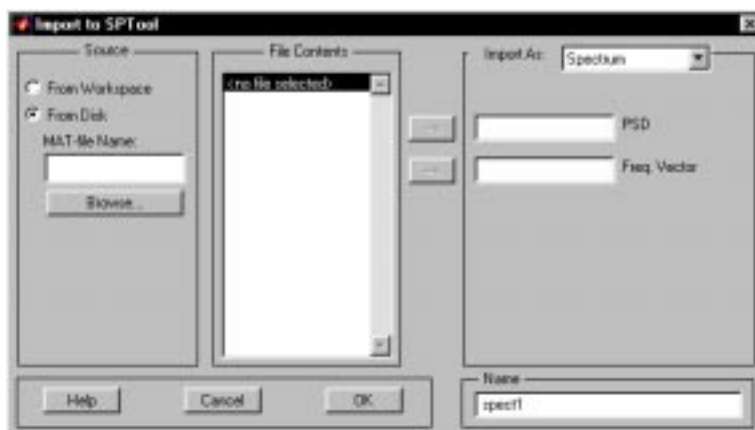 Import to SPTool
Source
From Workspace
From Disk
MAT-file Name:
Browse...
File Contents
<no file selected>
Import As:
Spectrum
PSD
Freq. Vector
Help
Cancel
OK
Name
spect1